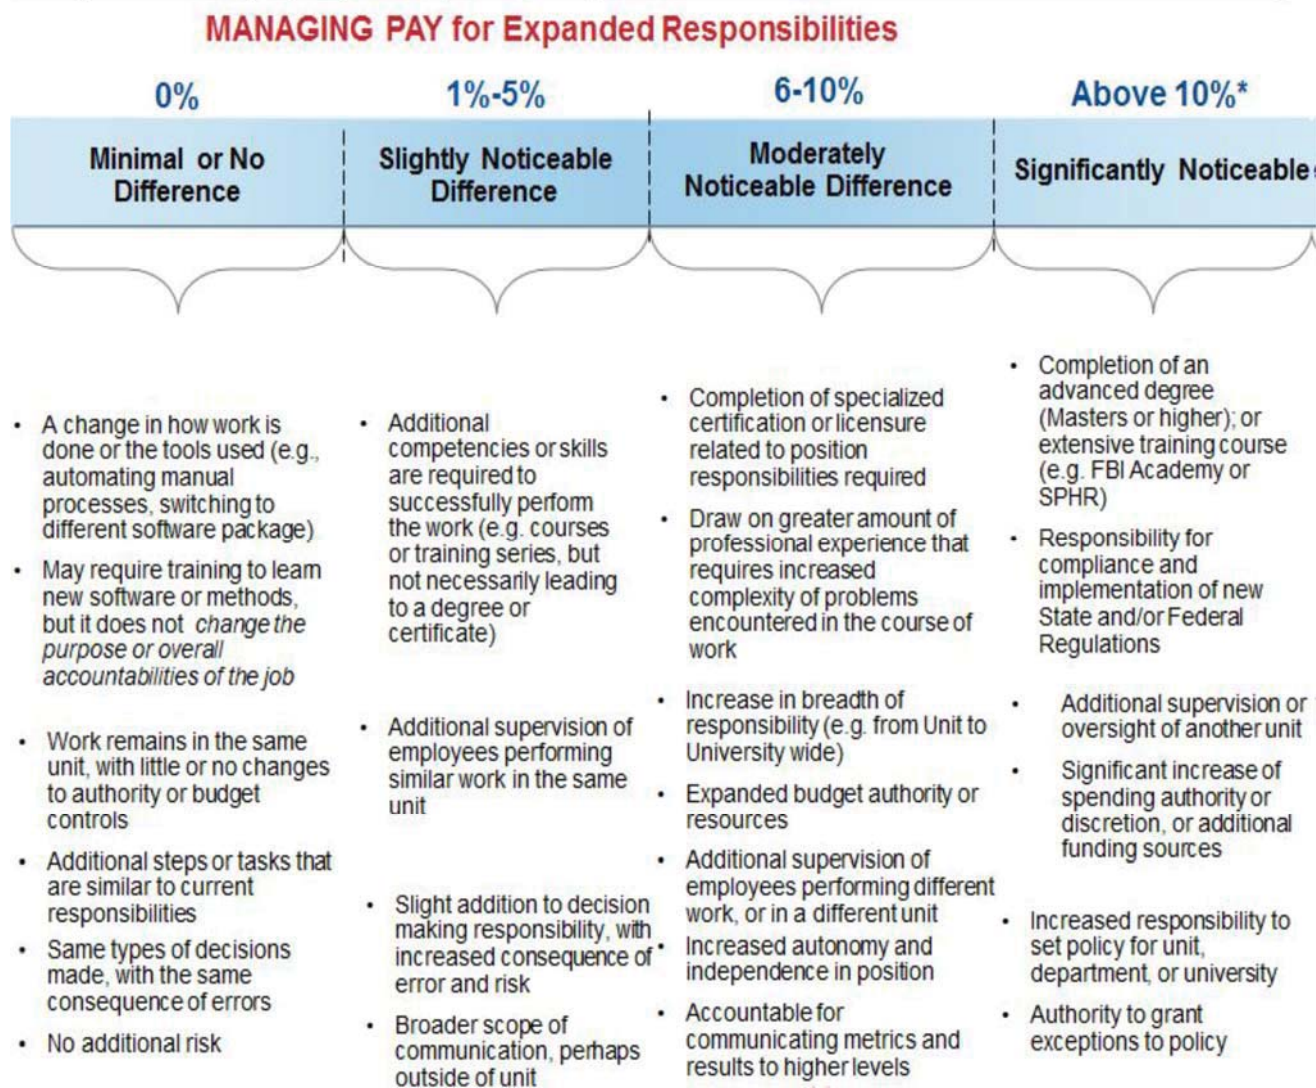 MANAGING PAY for Expanded Responsibilities
0%
1%-5%
6-10%
Above 10%*
Minimal or No
Difference
Slightly Noticeable
Difference
Moderately
Noticeable Difference
Significantly Noticeable
• A change in how work is
done or the tools used (e.g.,
automating manual
processes, switching to
different software package)
• May require training to learn
new software or methods,
but it does not change the
purpose or overall
accountabilities of the job
• Work remains in the same
unit, with little or no changes
to authority or budget
controls
• Additional steps or tasks that
are similar to current
responsibilities
• Same types of decisions
made, with the same
consequence of errors
• No additional risk
• Additional
competencies or skills
are required to
successfully perform
the work (e.g. courses
or training series, but
not necessarily leading
to a degree or
certificate)
• Additional supervision of
employees performing
similar work in the same
unit
• Slight addition to decision
making responsibility, with
increased consequence of
error and risk
• Broader scope of
communication, perhaps
outside of unit
• Completion of specialized
certification or licensure
related to position
responsibilities required
• Draw on greater amount of
professional experience that
requires increased
complexity of problems
encountered in the course of
work
• Increase in breadth of
responsibility (e.g. from Unit to
University wide)
• Expanded budget authority or
resources
• Additional supervision of
employees performing different
work, or in a different unit
• Increased autonomy and
independence in position
• Accountable for
communicating metrics and
results to higher levels
• Completion of an
advanced degree
(Masters or higher); or
extensive training course
(e.g. FBI Academy or
SPHR)
• Responsibility for
compliance and
implementation of new
State and/or Federal
Regulations
• Additional supervision or
oversight of another unit
• Significant increase of
spending authority or
discretion, or additional
funding sources
• Increased responsibility to
set policy for unit,
department, or university
• Authority to grant
exceptions to policy